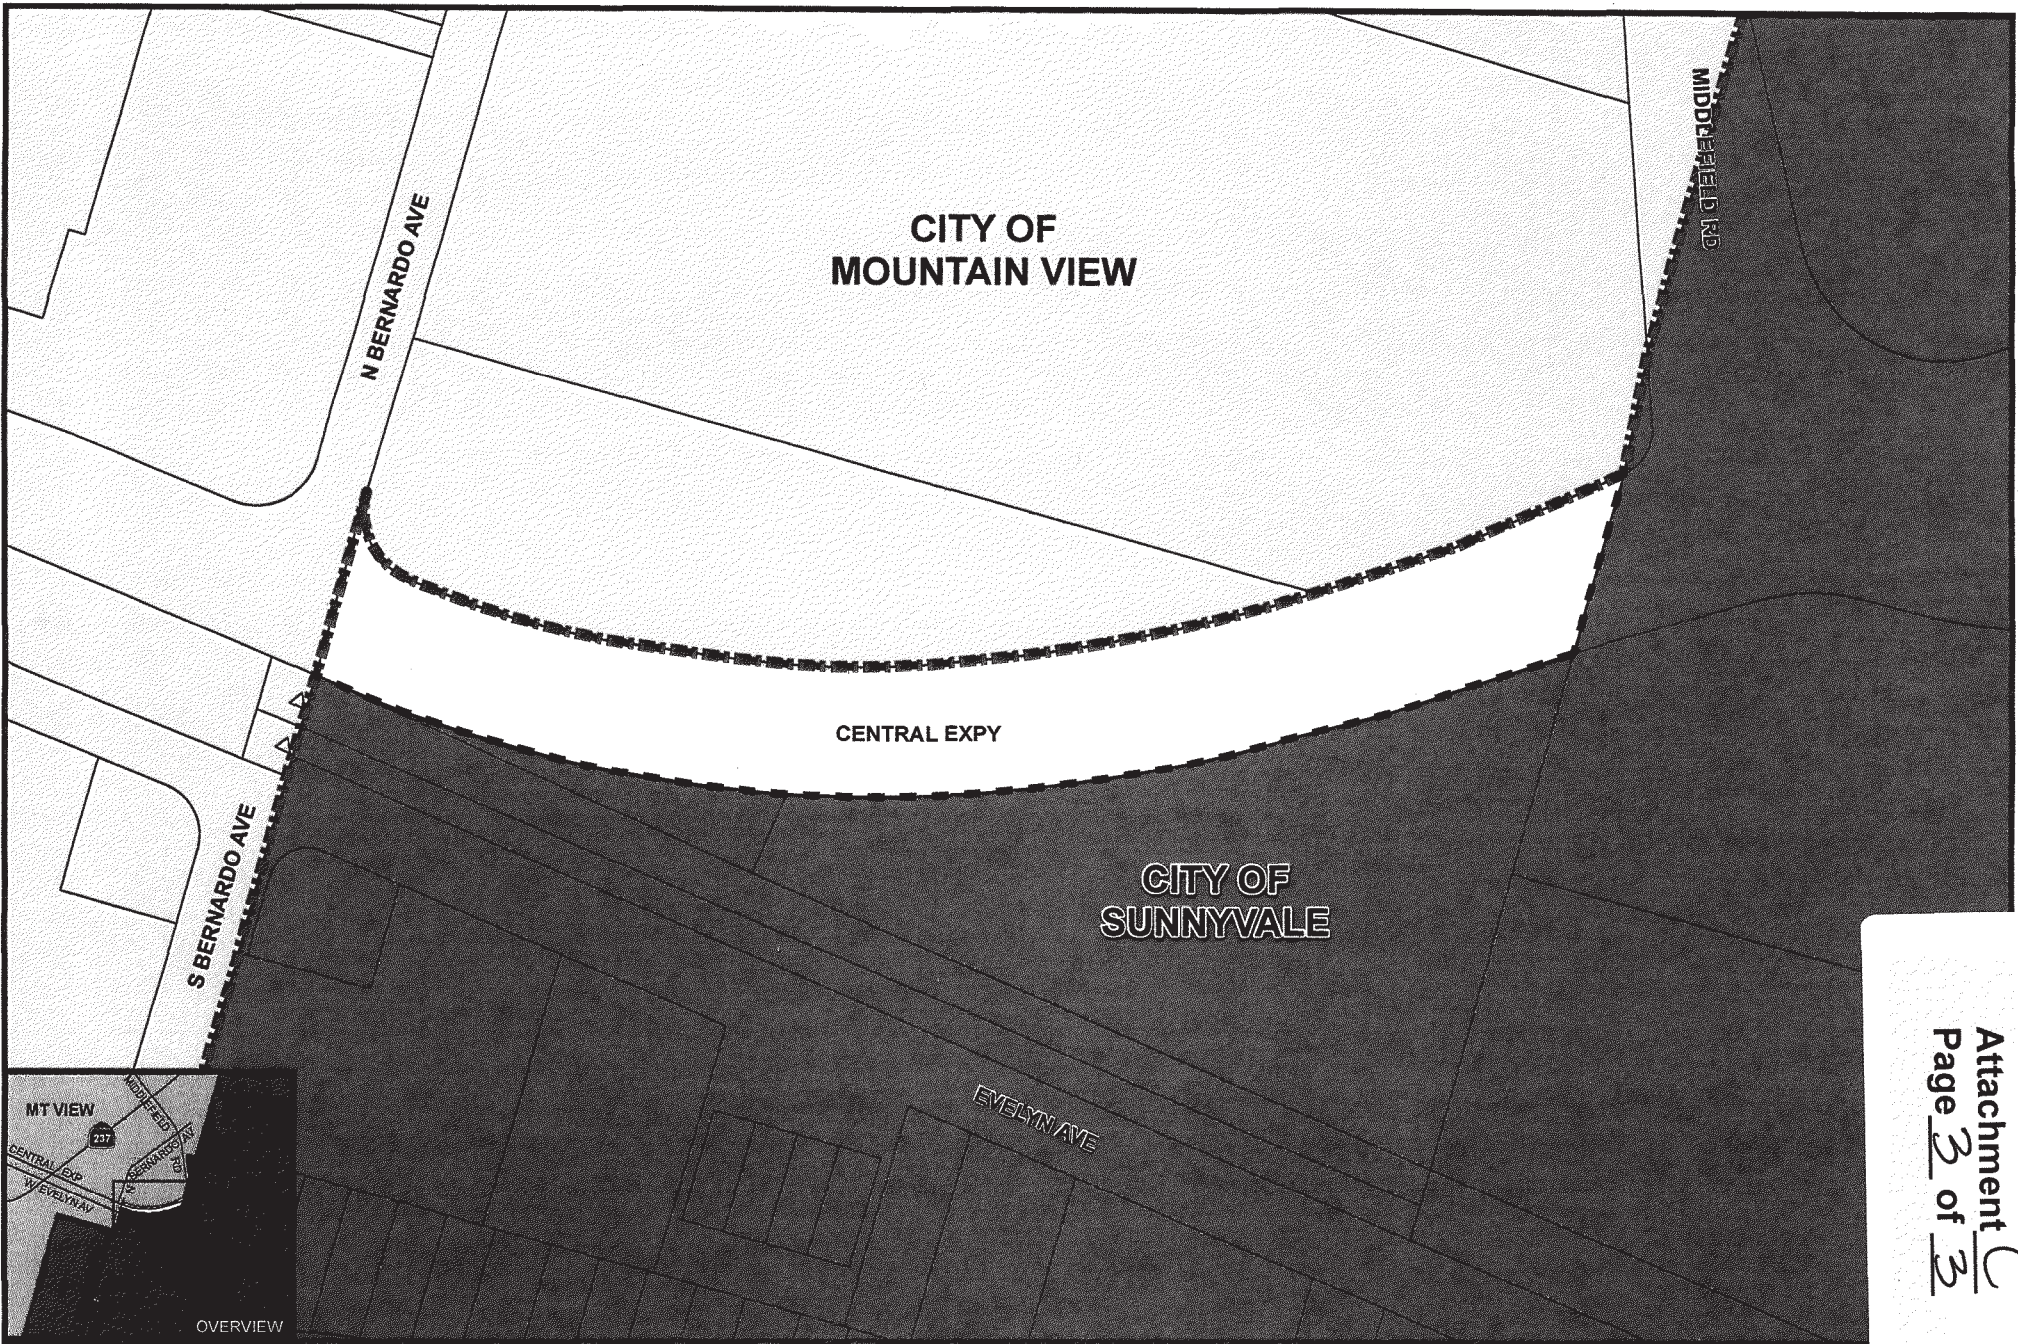 MIDDLEFIELD RD
N BERNARDO AVE
CITY OF
MOUNTAIN VIEW
CENTRAL EXPY
S BERNARDO AVE
CITY OF
SUNNYVALE
EVELYN AVE
Attachment C
Page 3 of 3
MT VIEW
MIDDLEFIELD
RD
237
N BERNARDO AV
CENTRAL EXP
W EVELYN AV
OVERVIEW